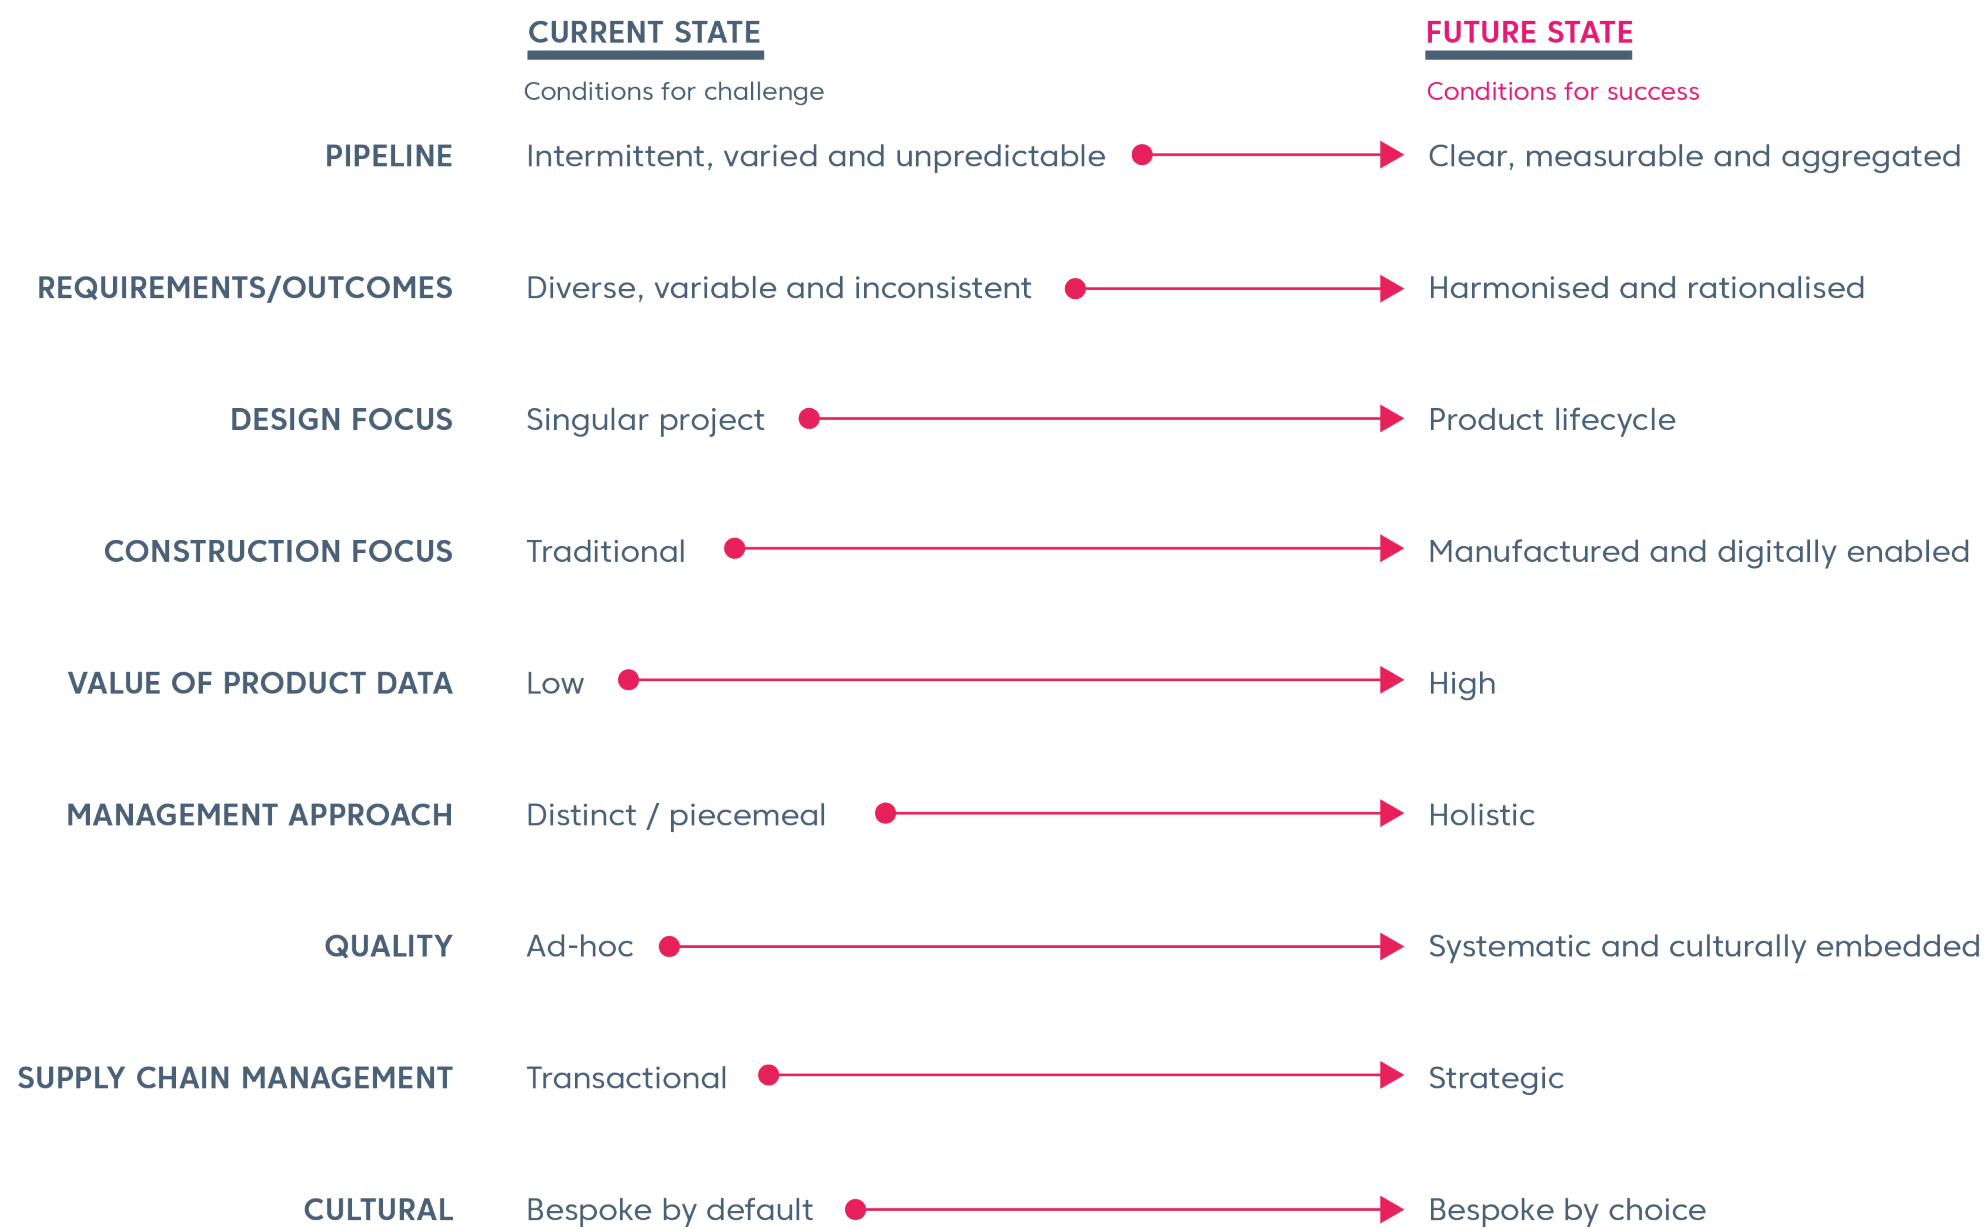 CURRENT STATE FUTURE STATE
Conditions for challenge Conditions for success
PIPELINE Intermittent, varied and unpredictable Clear, measurable and aggregated
REQUIREMENTS/OUTCOMES Diverse, variable and inconsistent Harmonised and rationalised
DESIGN FOCUS Singular project Product lifecycle
CONSTRUCTION FOCUS Traditional Manufactured and digitally enabled
VALUE OF PRODUCT DATA Low High
MANAGEMENT APPROACH Distinct / piecemeal Holistic
QUALITY Ad-hoc Systematic and culturally embedded
SUPPLY CHAIN MANAGEMENT Transactional Strategic
CULTURAL Bespoke by default Bespoke by choice